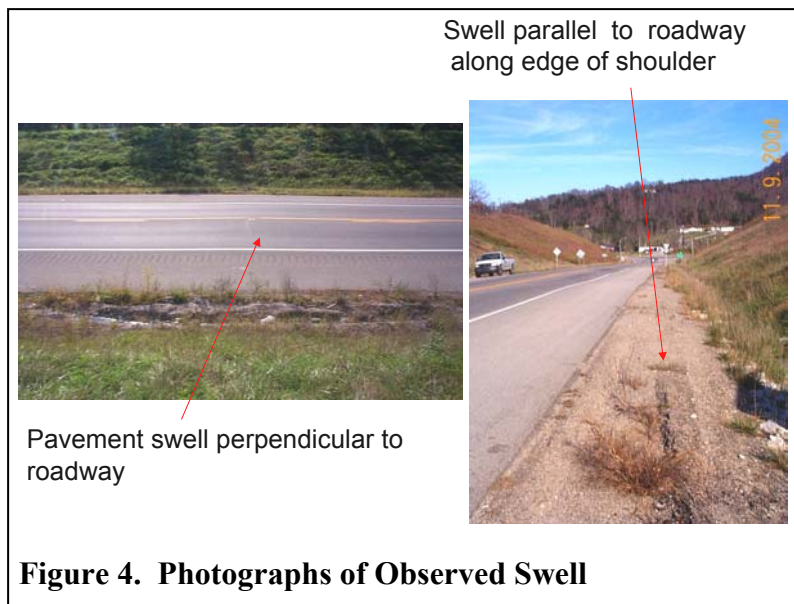 Swell parallel to roadway
along edge of shoulder
11. 9. 2004
Pavement swell perpendicular to
roadway
Figure 4. Photographs of Observed Swell